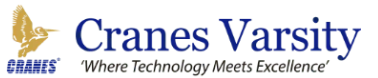 Cranes Varsity
CRANES®
'Where Technology Meets Excellence'